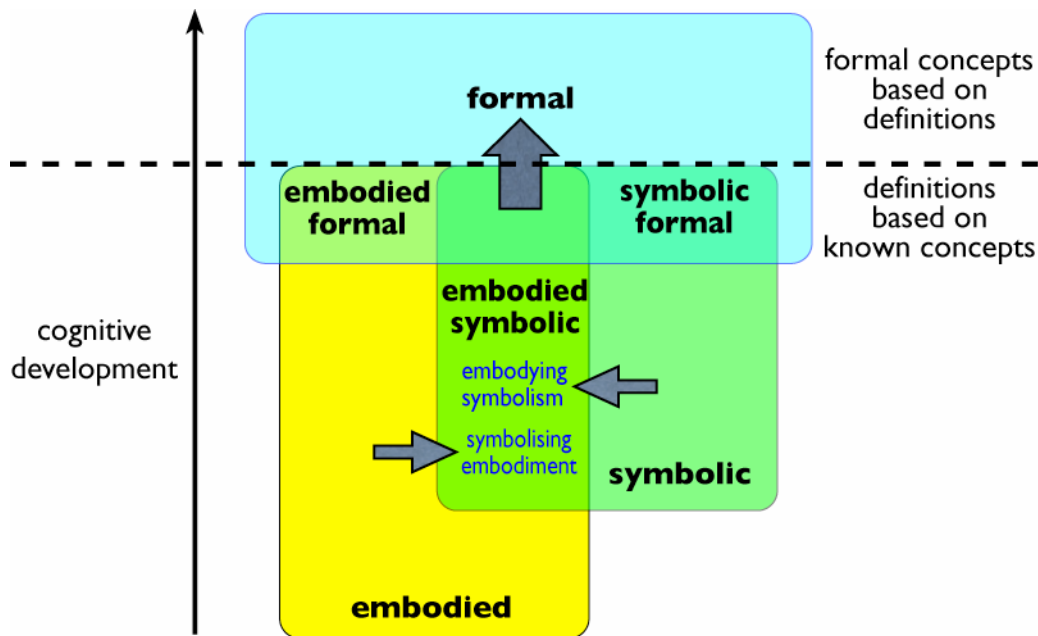 formal concepts
based on
definitions
formal
embodied
formal
symbolic
formal
definitions
based on
known concepts
embodied
symbolic
cognitive
development
embodying
symbolism
symbolising
embodiment
symbolic
embodied